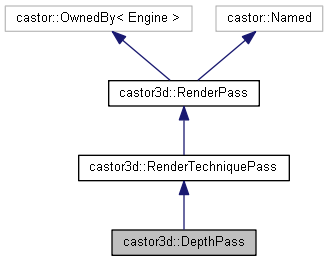 castor::OwnedBy< Engine >
castor::Named
castor3d::RenderPass
castor3d::RenderTechniquePass
castor3d::DepthPass